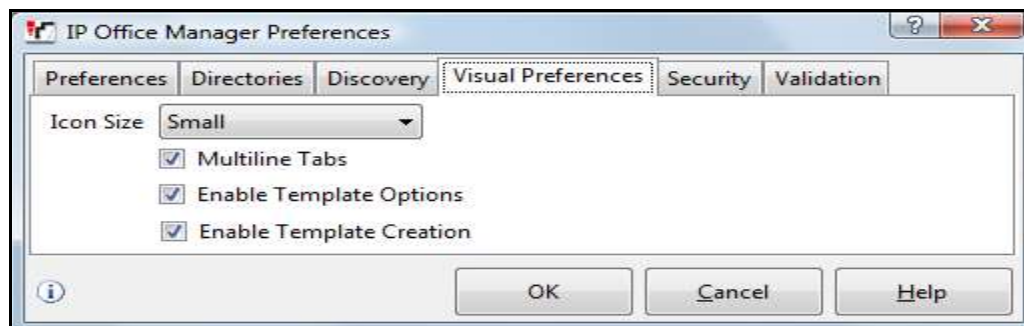 IP Office Manager Preferences
Preferences Directories Discovery Visual Preferences Security Validation
Icon Size Small
Multiline Tabs
Enable Template Options
Enable Template Creation
OK Cancel Help